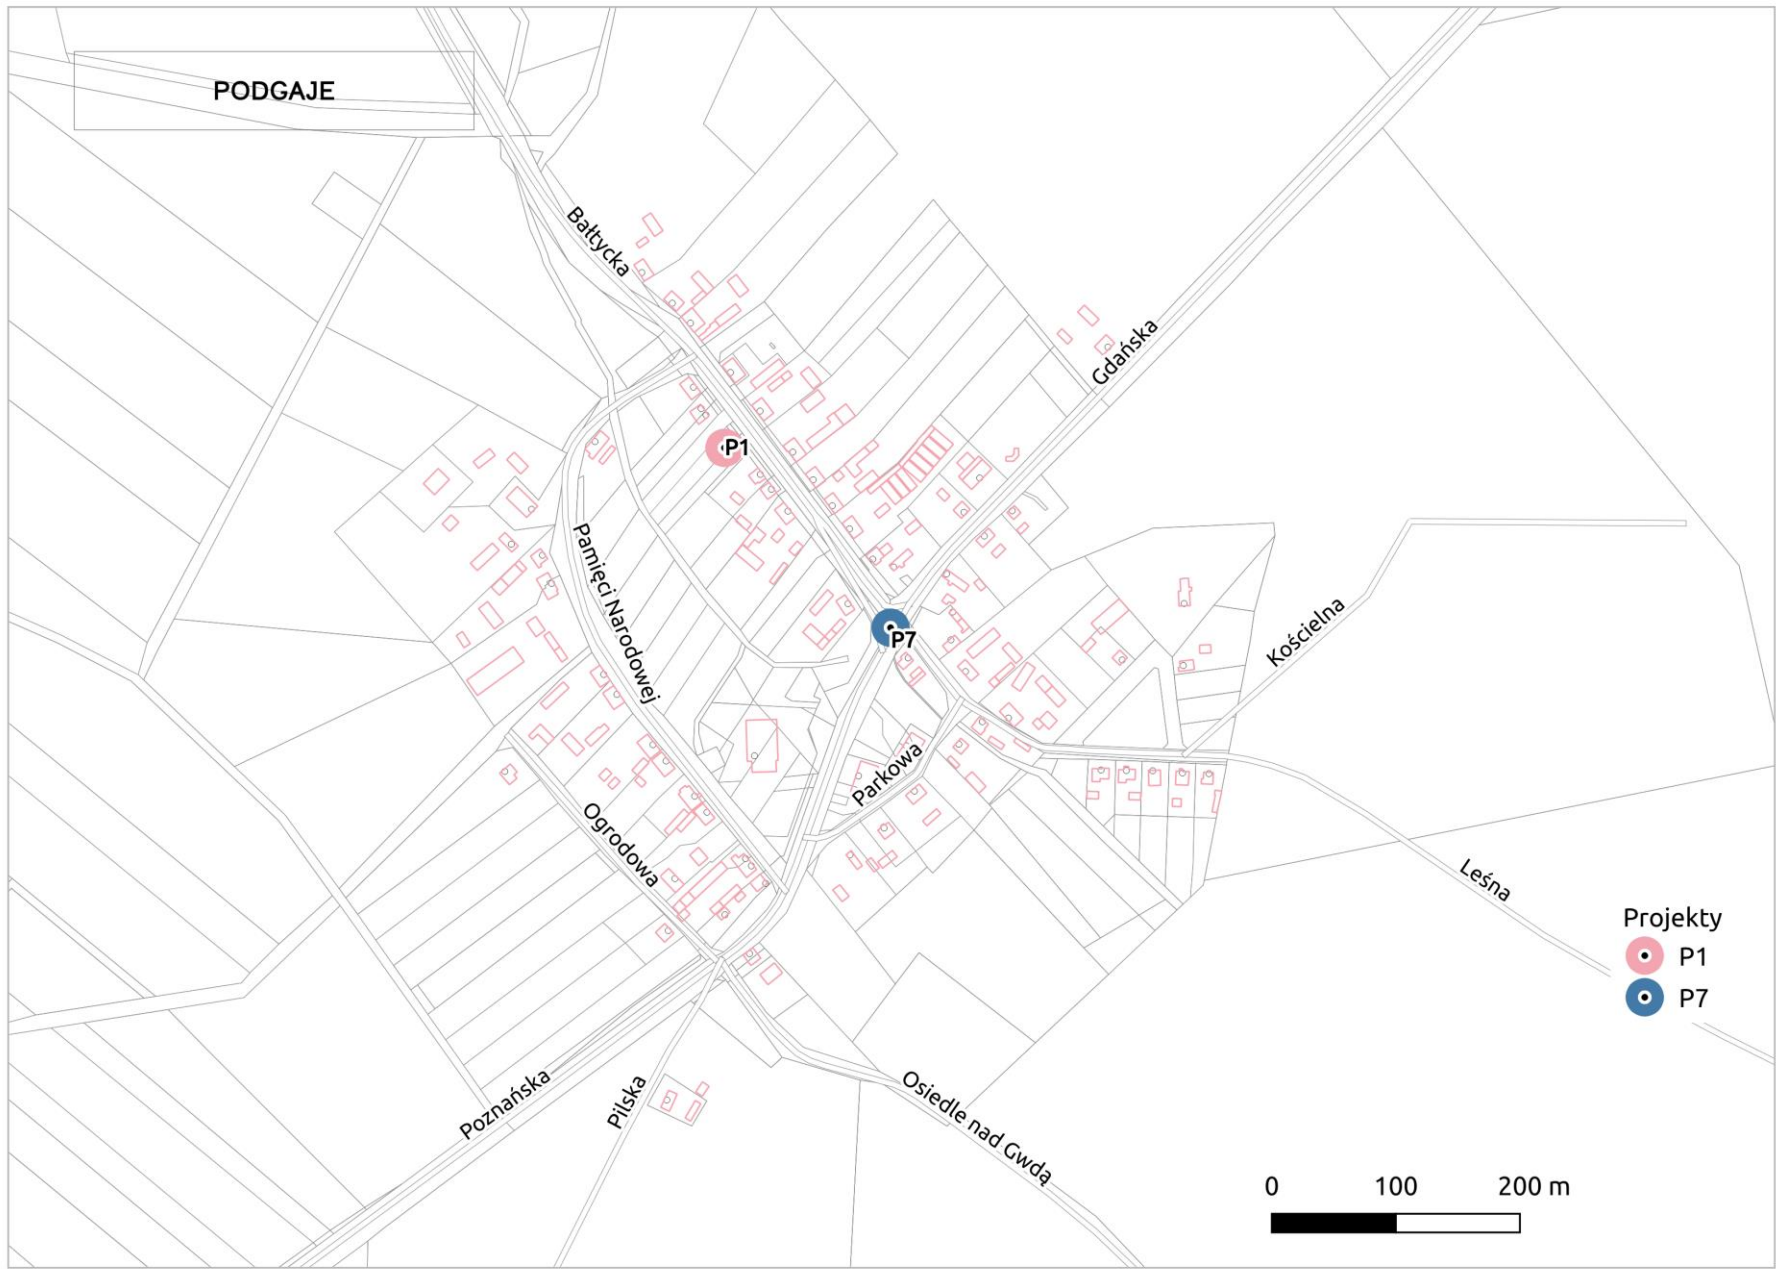 PODGAJE
Bałtycka
Gdańska
P1
Pamięci Narodowej
P7
Kościelna
Parkowa
Ogrodowa
Leśna
Projekty
P1
P7
Poznańska
Pilska
Osiedle nad Gwdą
0 100 200 m